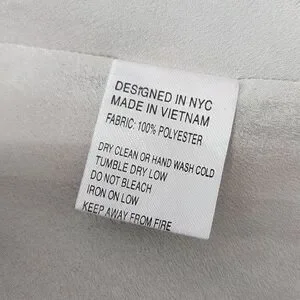 DESIGNED IN NYC
MADE IN VIETNAM
FABRIC: 100% POLYESTER
DRY CLEAN OR HAND WASH COLD
TUMBLE DRY LOW
DO NOT BLEACH
IRON ON LOW
KEEP AWAY FROM FIRE